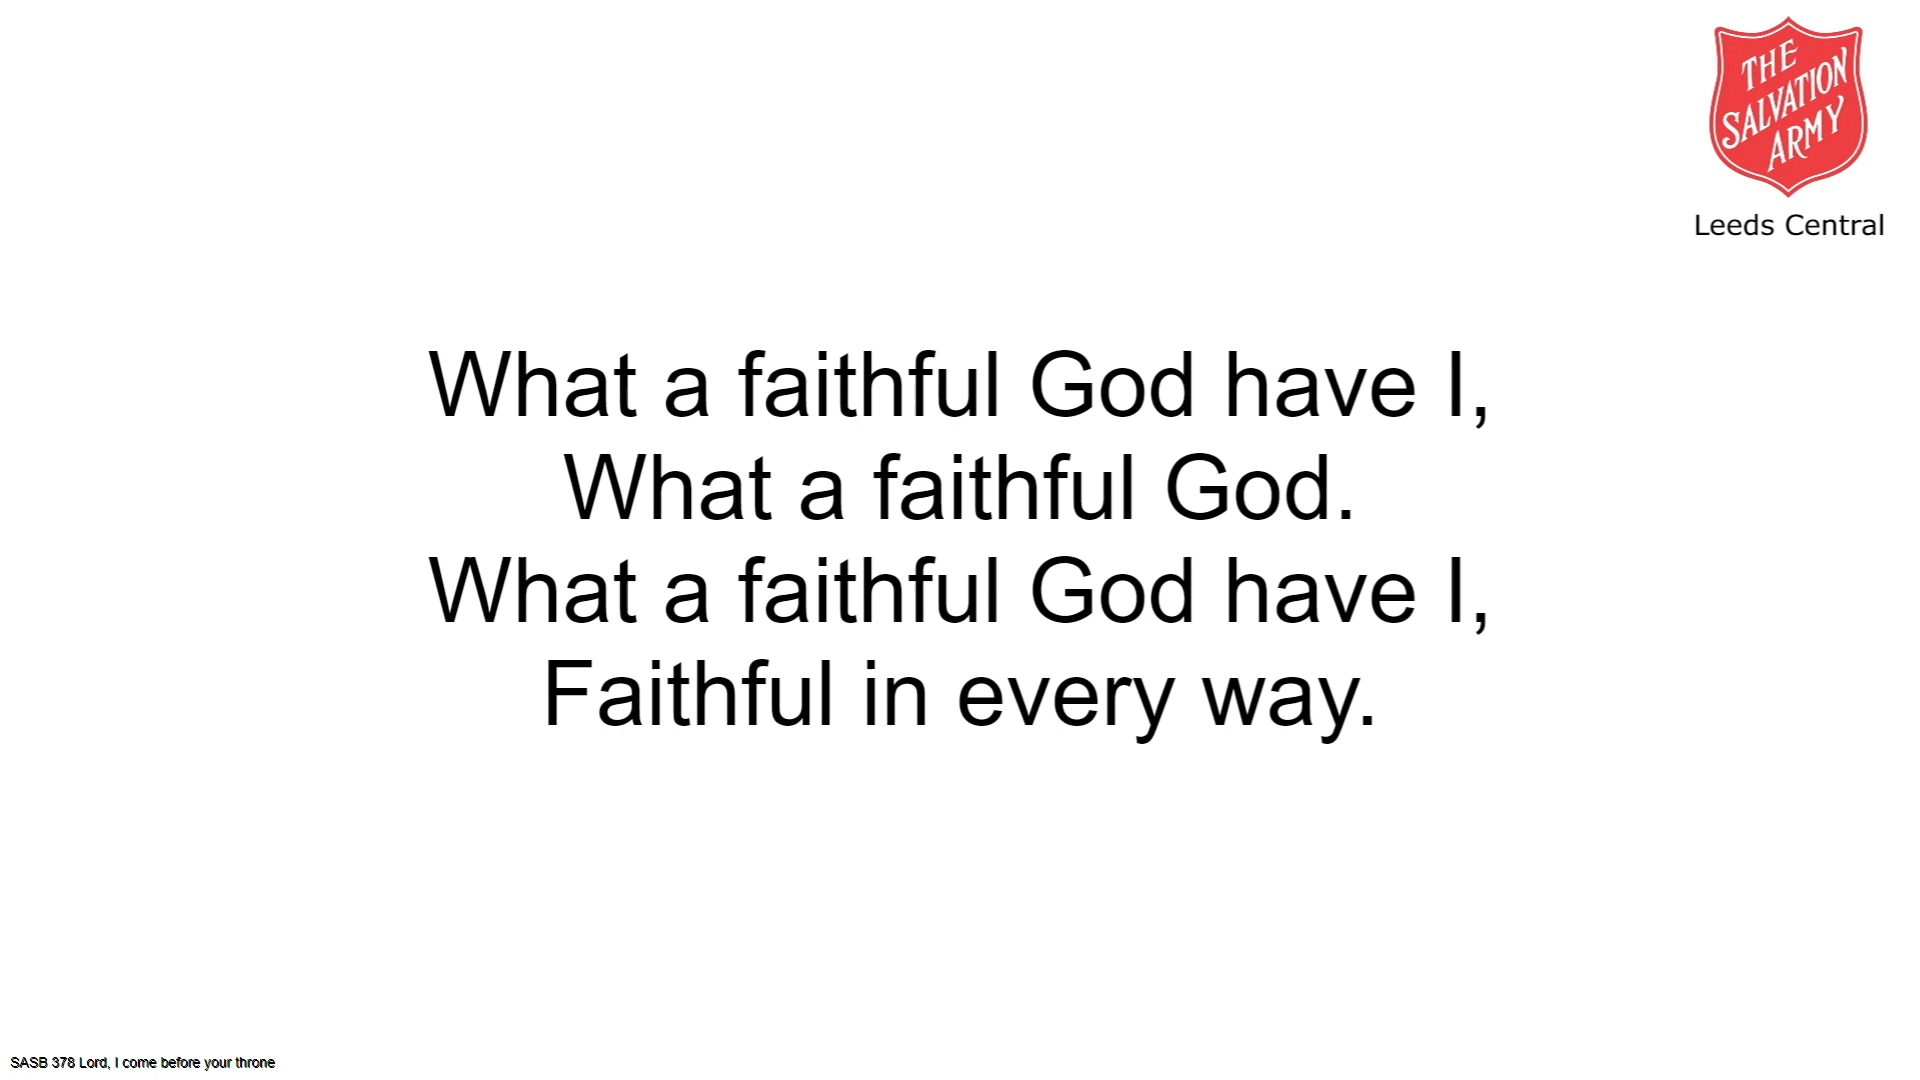 THE
SALVATION
ARMY
Leeds Central
What a faithful God have I,
What a faithful God.
What a faithful God have I,
Faithful in every way.
SASB 378 Lord, I come before your throne